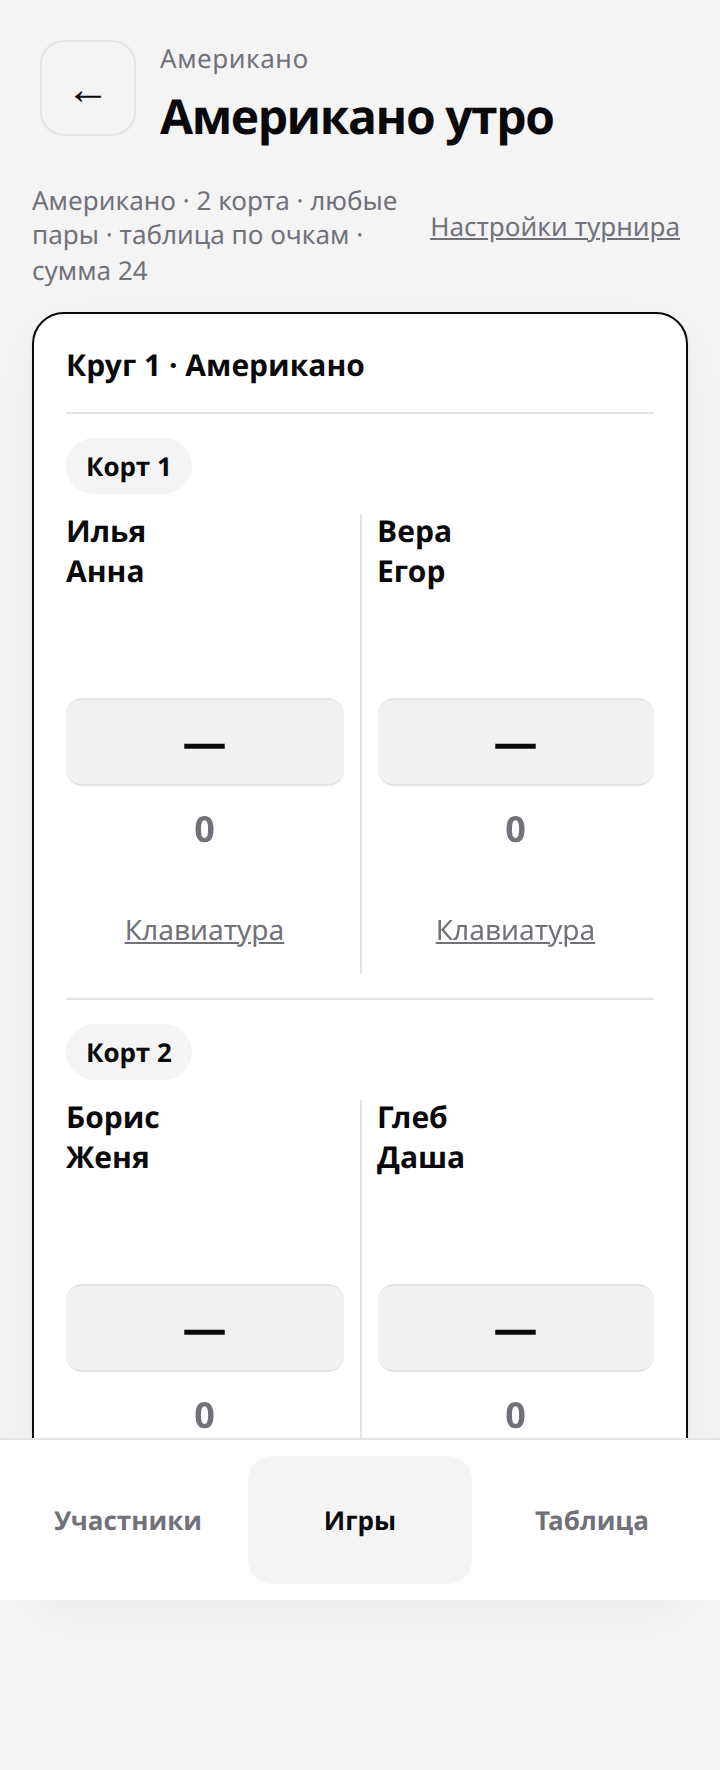 ←
Американо
Американо утро
Американо · 2 корта · любые
пары · таблица по очкам ·
сумма 24
Настройки турнира
Круг 1 · Американо
Корт 1
Илья
Анна
Вера
Егор
—
—
0
0
Клавиатура
Клавиатура
Корт 2
Борис
Женя
Глеб
Даша
—
—
0
0
Участники
Игры
Таблица